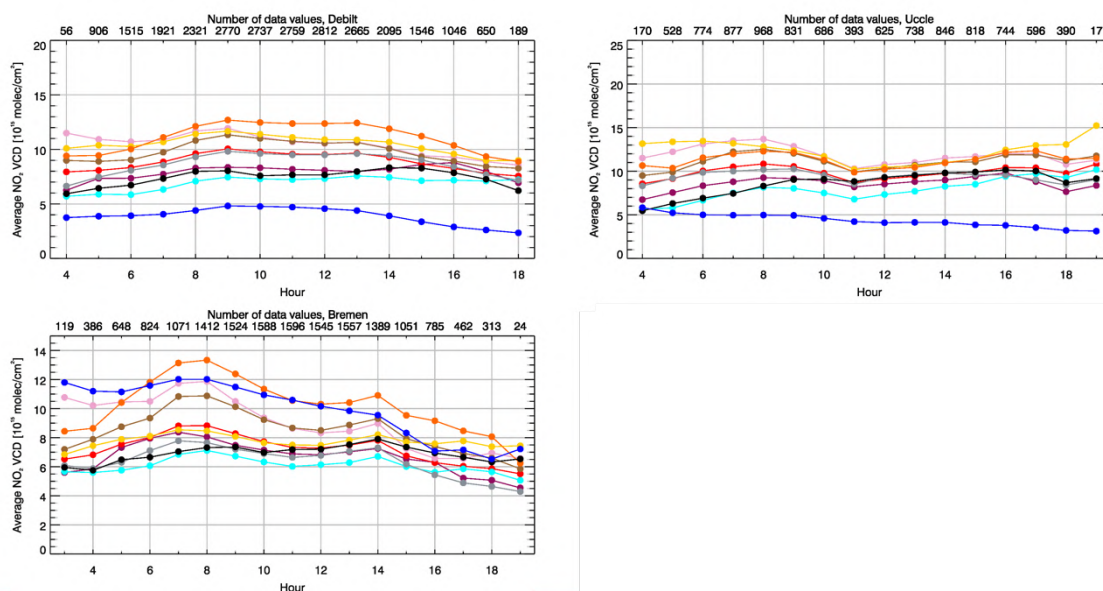 Number of data values, Debilt
56 906 1515 1921 2321 2770 2737 2759 2812 2665 2095 1546 1046 650 189
20
15
10
5
0
Average NO₂ VCD [10¹⁵ molec/cm²]
4 6 8 10 12 14 16 18
Hour
Number of data values, Uccle
170 528 774 877 968 831 686 393 625 738 846 818 744 596 390 17
25
20
15
10
5
0
Average NO₂ VCD [10¹⁵ molec/cm²]
4 6 8 10 12 14 16 18
Hour
Number of data values, Bremen
119 386 648 824 1071 1412 1524 1588 1596 1545 1557 1389 1051 785 462 313 24
14
12
10
8
6
4
2
0
Average NO₂ VCD [10¹⁵ molec/cm²]
4 6 8 10 12 14 16 18
Hour